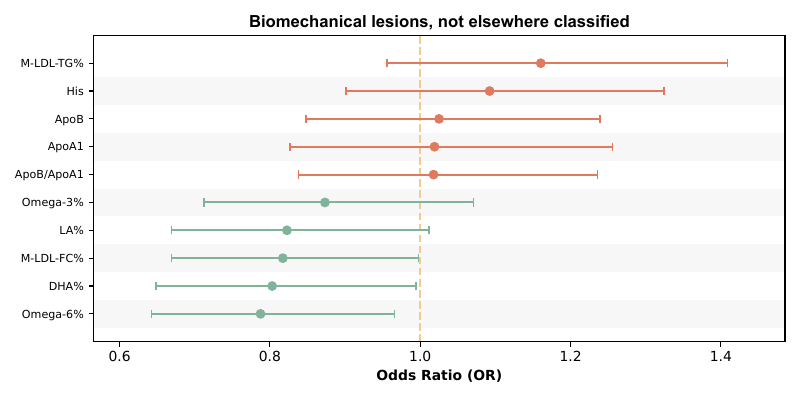 Biomechanical lesions, not elsewhere classified
M-LDL-TG%
His
ApoB
ApoA1
ApoB/ApoA1
Omega-3%
LA%
M-LDL-FC%
DHA%
Omega-6%
0.6 0.8 1.0 1.2 1.4
Odds Ratio (OR)